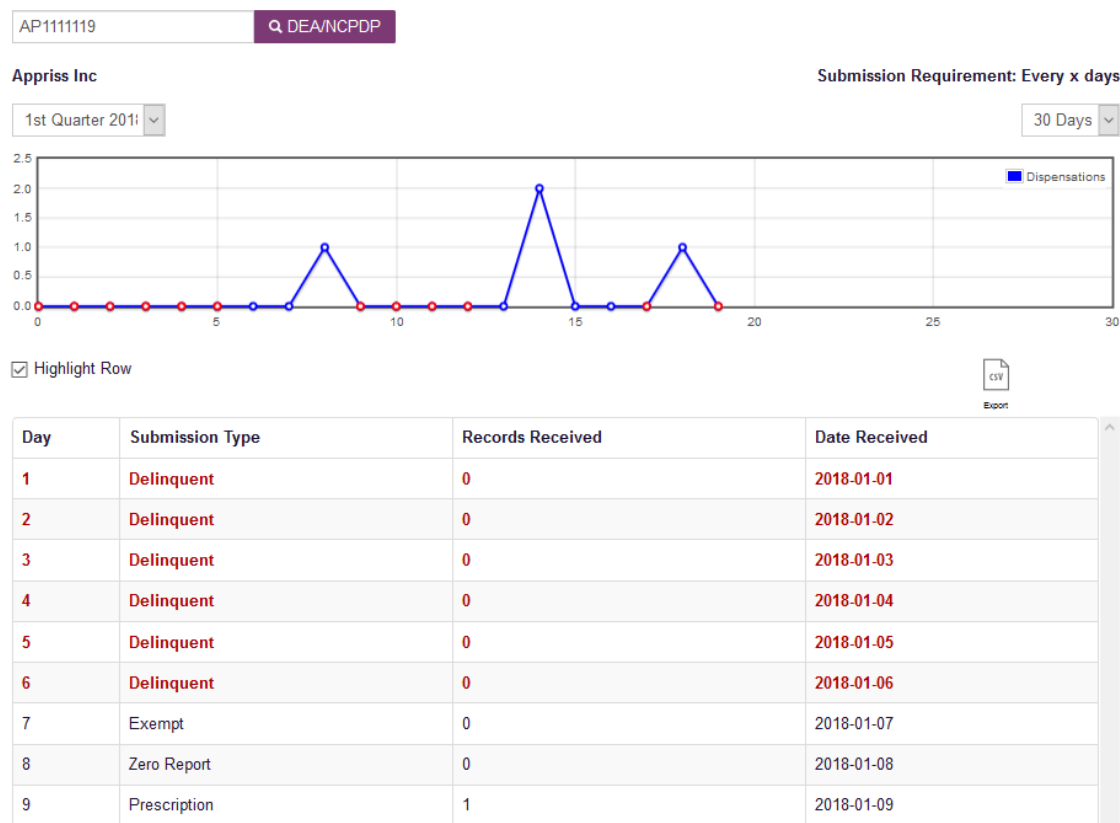 AP1111119 DEA/NCPDP
Appriss Inc Submission Requirement: Every x days
1st Quarter 201 30 Days
2.5
Dispensations
2.0
1.5
1.0
0.5
0.0
0 5 10 15 20 25 30
Highlight Row
CSV
Export
Day Submission Type Records Received Date Received
1 Delinquent 0 2018-01-01
2 Delinquent 0 2018-01-02
3 Delinquent 0 2018-01-03
4 Delinquent 0 2018-01-04
5 Delinquent 0 2018-01-05
6 Delinquent 0 2018-01-06
7 Exempt 0 2018-01-07
8 Zero Report 0 2018-01-08
9 Prescription 1 2018-01-09